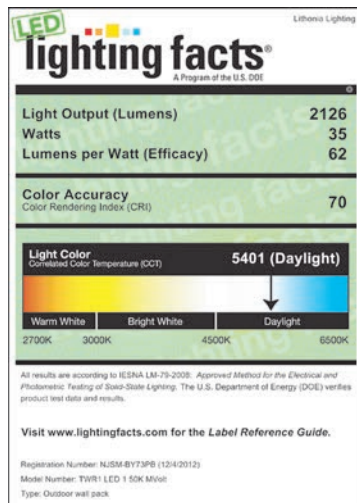 LED
Lithonia Lighting
lighting facts®
A Program of the U.S. DOE
Light Output (Lumens) 2126
Watts 35
Lumens per Watt (Efficacy) 62
Color Accuracy 70
Color Rendering Index (CRI)
Light Color 5401 (Daylight)
Correlated Color Temperature (CCT)
Warm White Bright White Daylight
2700K 3000K 4500K 6500K
All results are according to IESNA LM-79-2008: Approved Method for the Electrical and
Photometric Testing of Solid-State Lighting. The U.S. Department of Energy (DOE) verifies
product test data and results.
Visit www.lightingfacts.com for the Label Reference Guide.
Registration Number: NJSM-BY73PB (12/4/2012)
Model Number: TWR1 LED 1 50K MVolt
Type: Outdoor wall pack